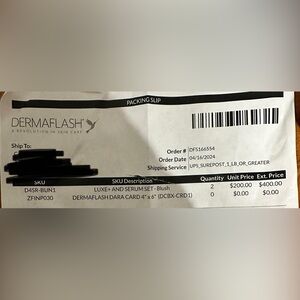 PACKING SLIP
DERMAFLASH
A REVOLUTION IN SKIN CARE
Ship To:
Order # DFS166554
Order Date 04/16/2024
Shipping Service UPS_SUREPOST_1_LB_OR_GREATER
SKU SKU Description Quantity Unit Price Ext. Price
D4SR-BUN1 LUXE+ AND SERUM SET - Blush 2 $200.00 $400.00
ZFINP030 DERMAFLASH DARA CARD 4" x 6" (DCBX-CRD1) 0 $0.00 $0.00